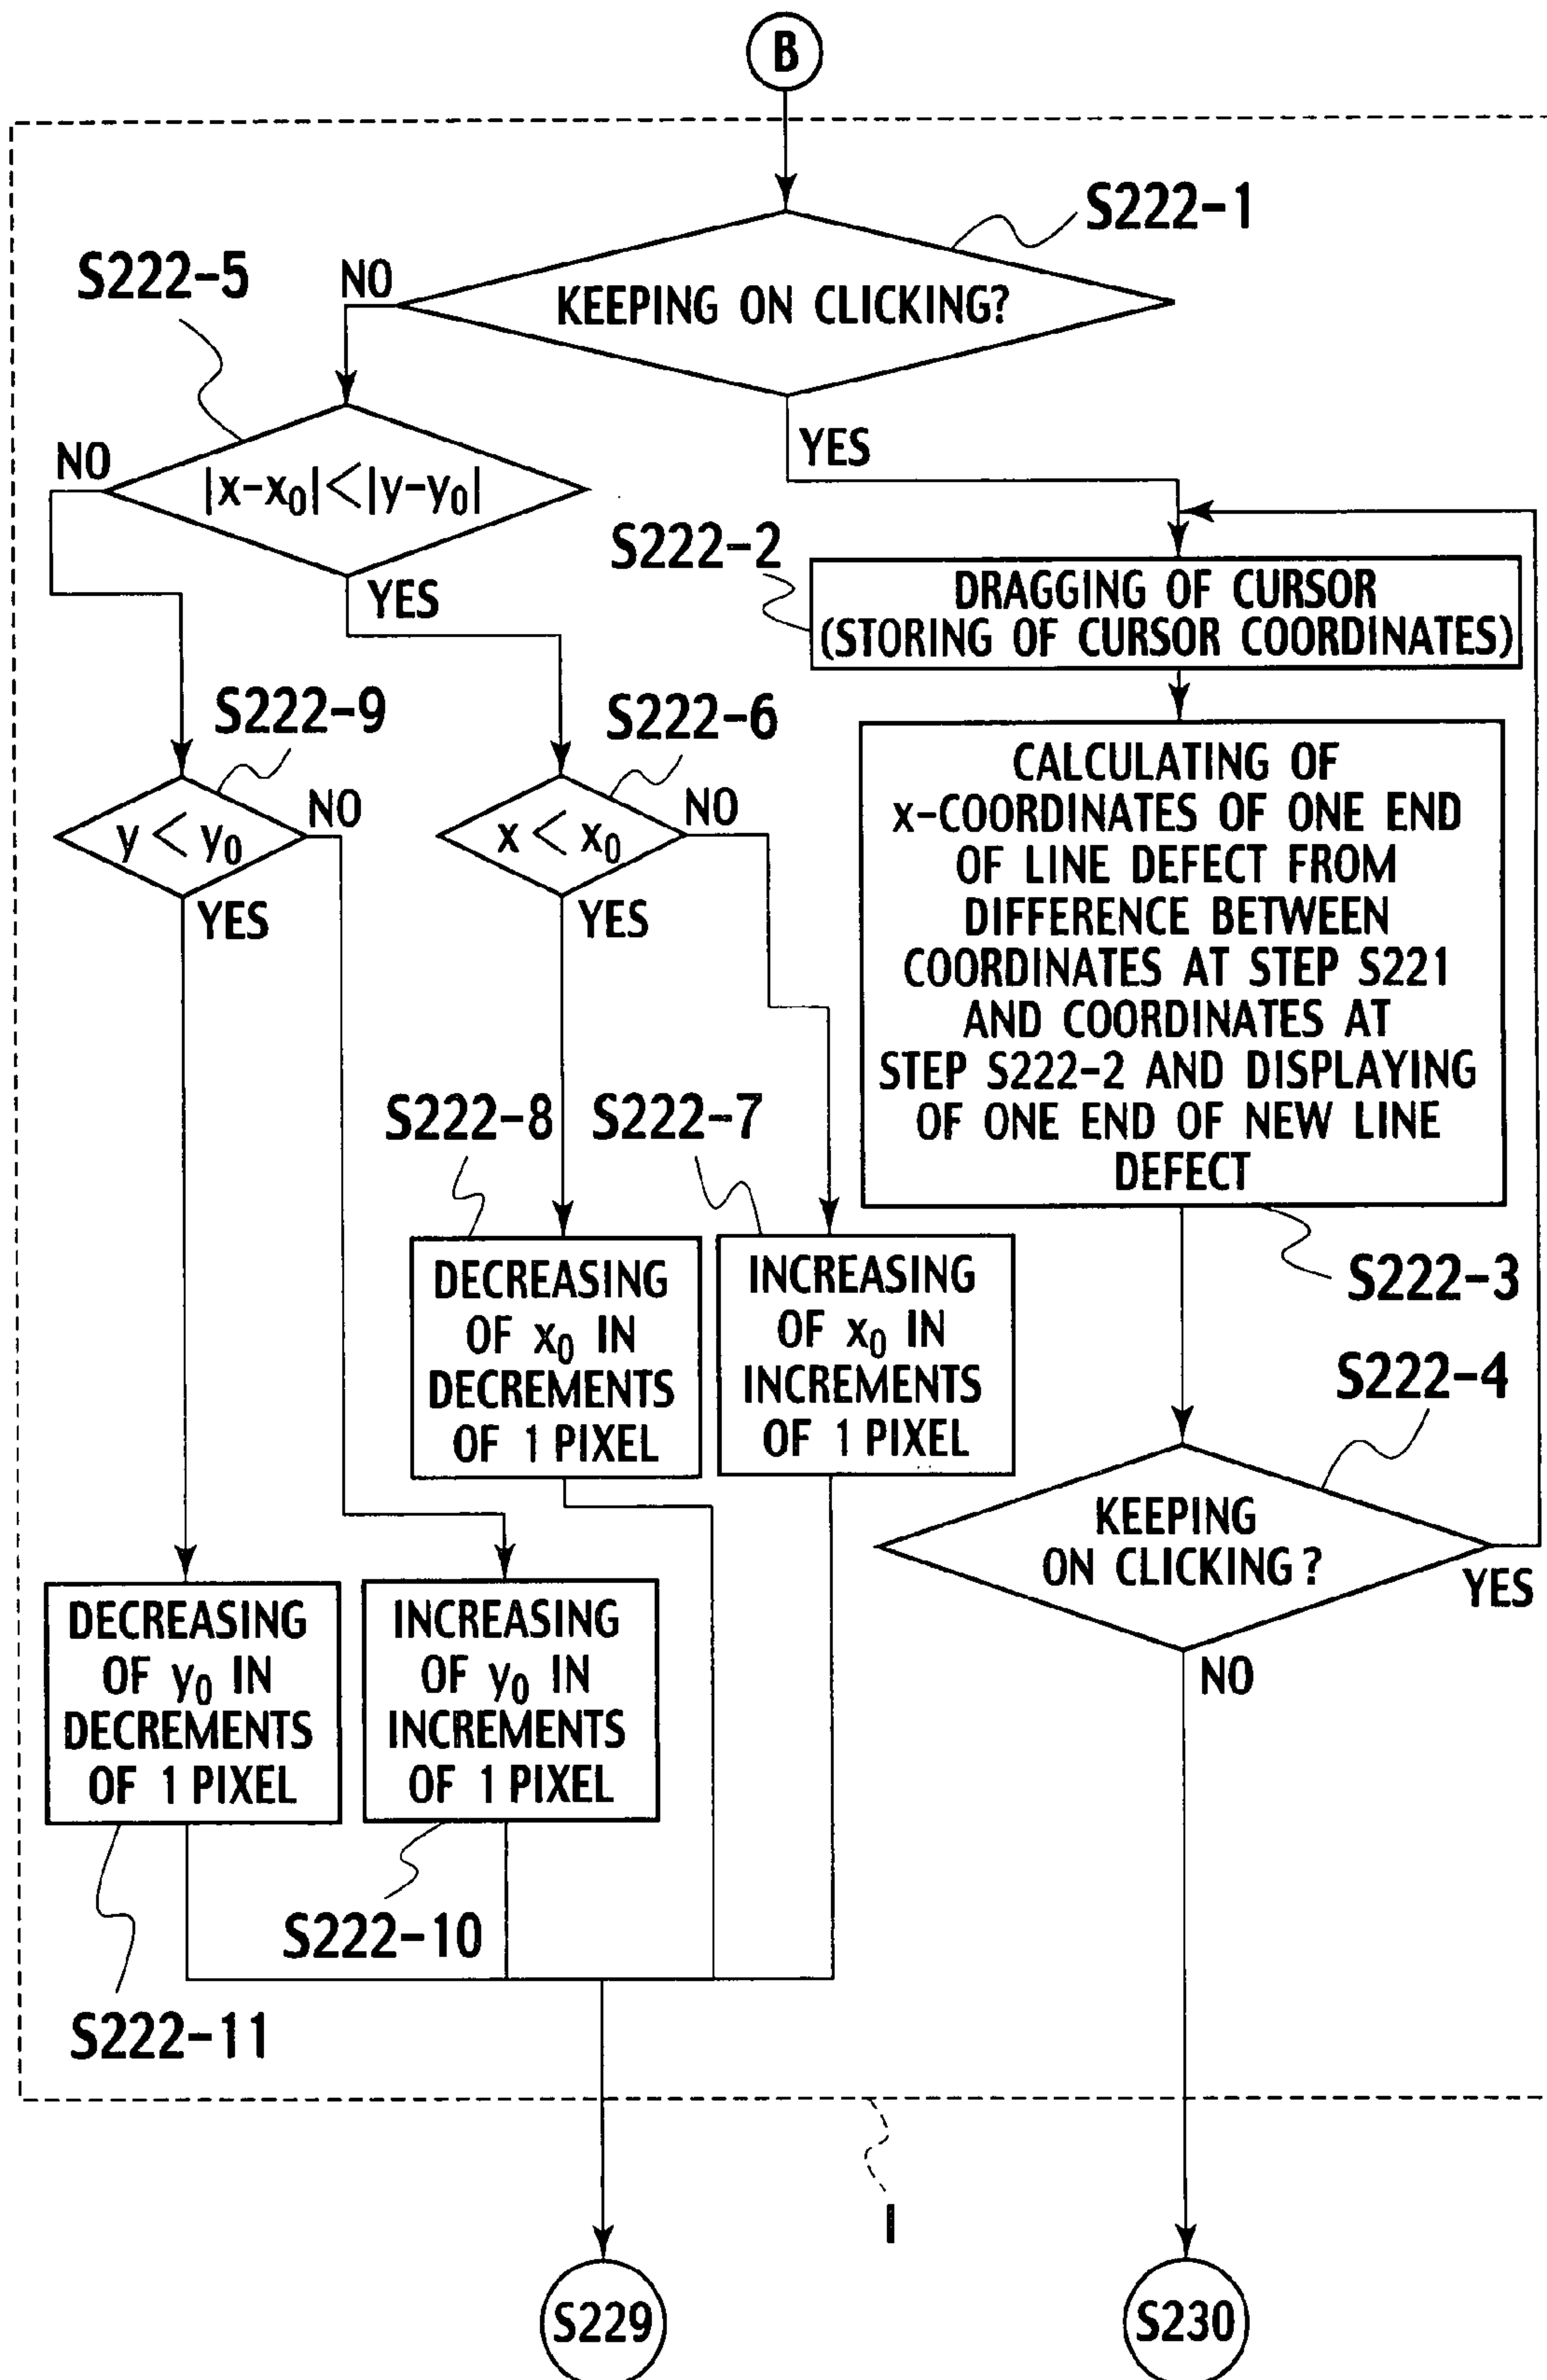 B
S222-1
KEEPING ON CLICKING?
NO
YES
S222-5
|x-x₀|<|y-y₀|
NO
YES
S222-2
DRAGGING OF CURSOR
(STORING OF CURSOR COORDINATES)
S222-9
y < y₀
NO
YES
S222-6
x < x₀
NO
YES
CALCULATING OF
x-COORDINATES OF ONE END
OF LINE DEFECT FROM
DIFFERENCE BETWEEN
COORDINATES AT STEP S221
AND COORDINATES AT
STEP S222-2 AND DISPLAYING
OF ONE END OF NEW LINE
DEFECT
S222-3
S222-8
DECREASING
OF x₀ IN
DECREMENTS
OF 1 PIXEL
S222-7
INCREASING
OF x₀ IN
INCREMENTS
OF 1 PIXEL
S222-4
KEEPING
ON CLICKING?
YES
NO
DECREASING
OF y₀ IN
DECREMENTS
OF 1 PIXEL
S222-11
INCREASING
OF y₀ IN
INCREMENTS
OF 1 PIXEL
S222-10
I
S229
S230